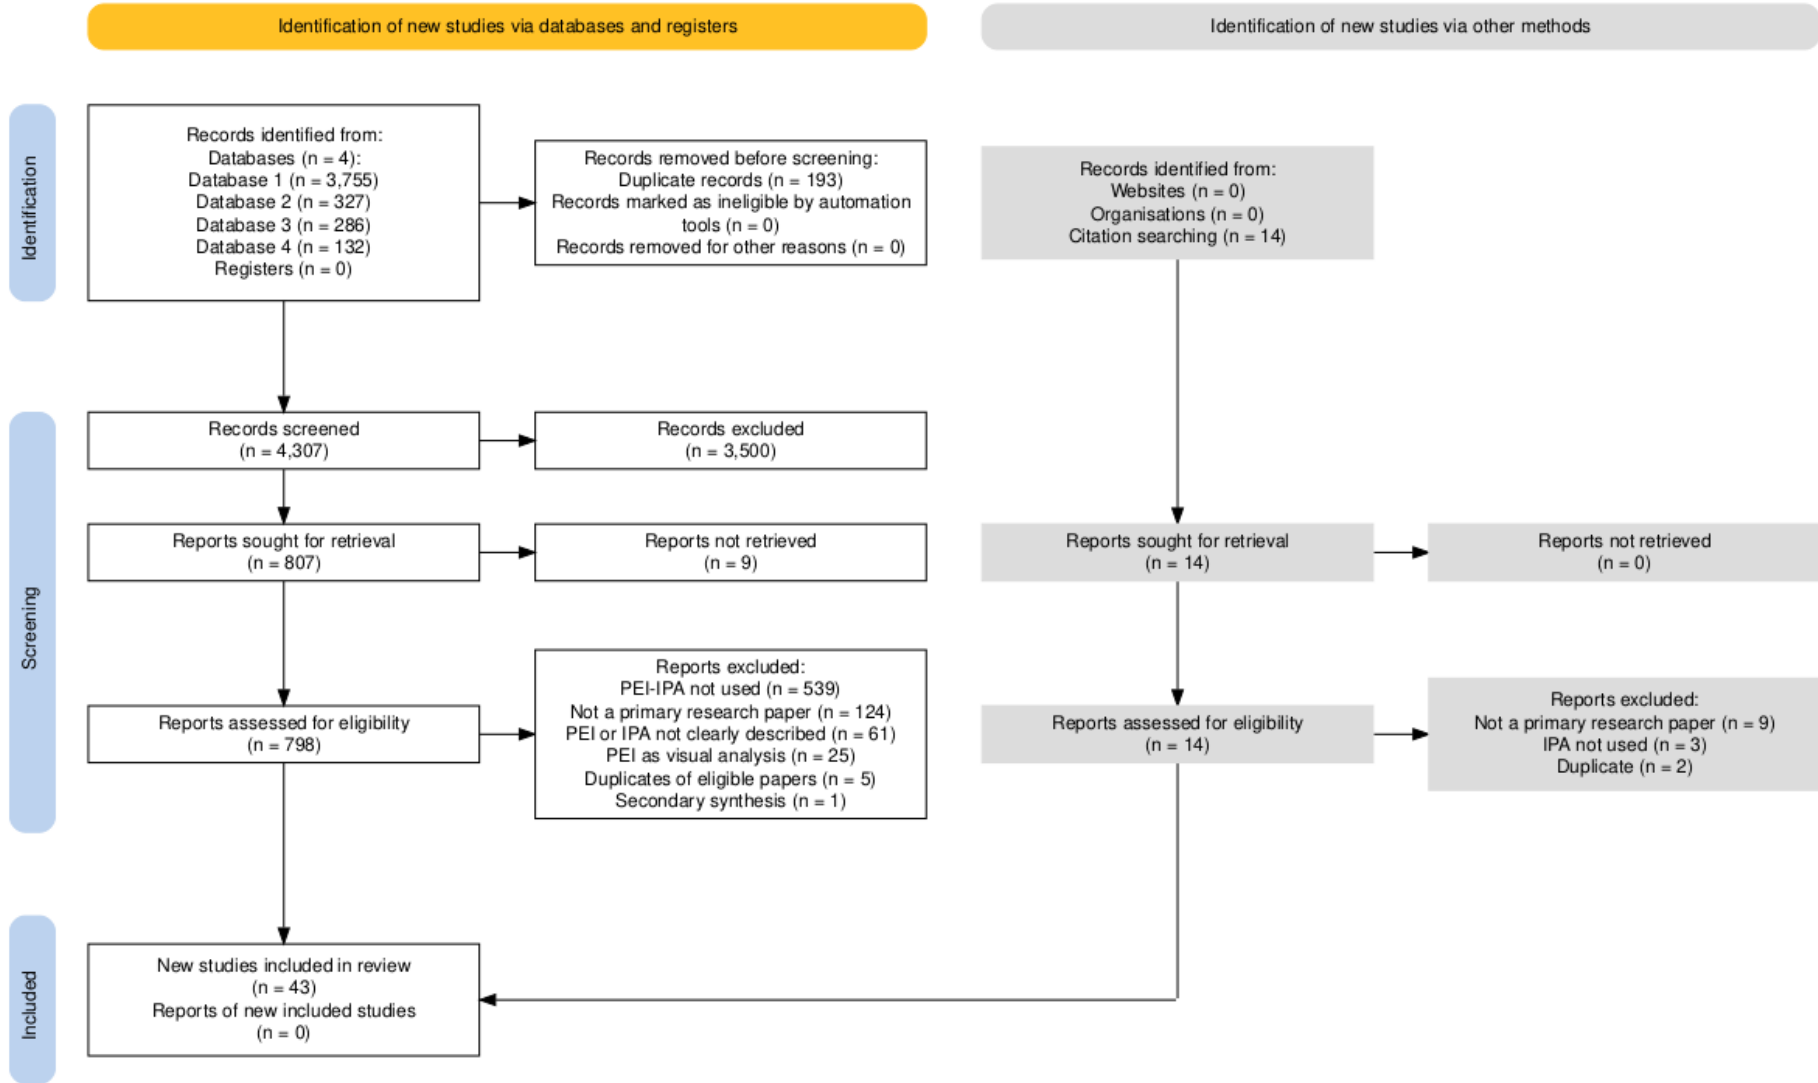 Identification of new studies via databases and registers
Identification of new studies via other methods
Identification
Records identified from:
Databases (n = 4):
Database 1 (n = 3,755)
Database 2 (n = 327)
Database 3 (n = 286)
Database 4 (n = 132)
Registers (n = 0)
Records removed before screening:
Duplicate records (n = 193)
Records marked as ineligible by automation
tools (n = 0)
Records removed for other reasons (n = 0)
Records identified from:
Websites (n = 0)
Organisations (n = 0)
Citation searching (n = 14)
Screening
Records screened
(n = 4,307)
Records excluded
(n = 3,500)
Reports sought for retrieval
(n = 807)
Reports not retrieved
(n = 9)
Reports sought for retrieval
(n = 14)
Reports not retrieved
(n = 0)
Reports assessed for eligibility
(n = 798)
Reports excluded:
PEI-IPA not used (n = 539)
Not a primary research paper (n = 124)
PEI or IPA not clearly described (n = 61)
PEI as visual analysis (n = 25)
Duplicates of eligible papers (n = 5)
Secondary synthesis (n = 1)
Reports assessed for eligibility
(n = 14)
Reports excluded:
Not a primary research paper (n = 9)
IPA not used (n = 3)
Duplicate (n = 2)
Included
New studies included in review
(n = 43)
Reports of new included studies
(n = 0)